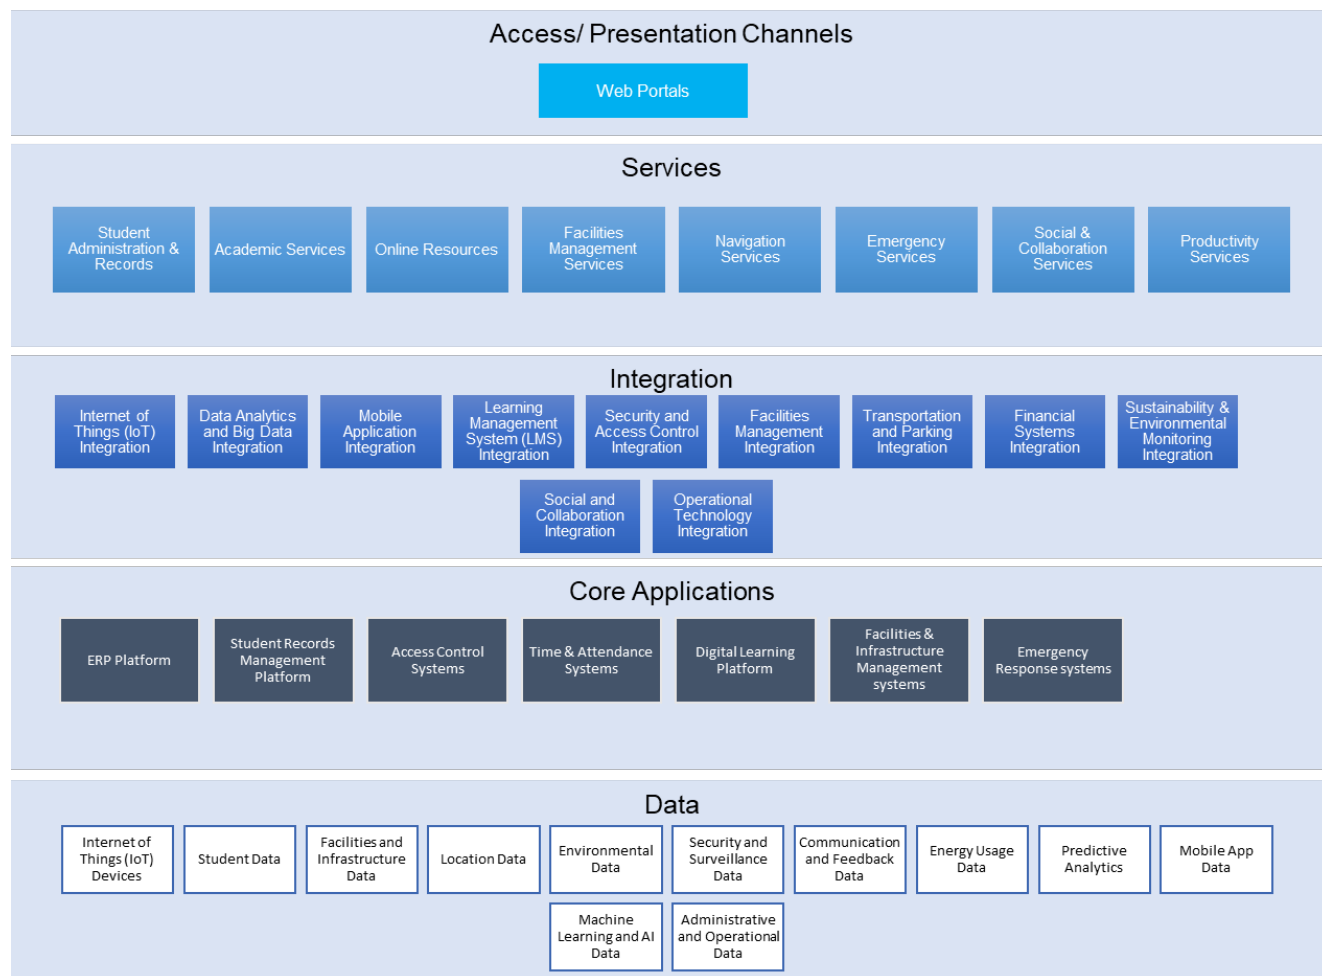 Access/ Presentation Channels
Web Portals
Services
Student
Administration &
Records
Academic Services
Online Resources
Facilities
Management
Services
Navigation
Services
Emergency
Services
Social &
Collaboration
Services
Productivity
Services
Integration
Internet of
Things (IoT)
Integration
Data Analytics
and Big Data
Integration
Mobile
Application
Integration
Learning
Management
System (LMS)
Integration
Security and
Access Control
Integration
Facilities
Management
Integration
Transportation
and Parking
Integration
Financial
Systems
Integration
Sustainability &
Environmental
Monitoring
Integration
Social and
Collaboration
Integration
Operational
Technology
Integration
Core Applications
ERP Platform
Student Records
Management
Platform
Access Control
Systems
Time & Attendance
Systems
Digital Learning
Platform
Facilities &
Infrastructure
Management
systems
Emergency
Response systems
Data
Internet of
Things (IoT)
Devices
Student Data
Facilities and
Infrastructure
Data
Location Data
Environmental
Data
Security and
Surveillance
Data
Communication
and Feedback
Data
Energy Usage
Data
Predictive
Analytics
Mobile App
Data
Machine
Learning and AI
Data
Administrative
and Operational
Data